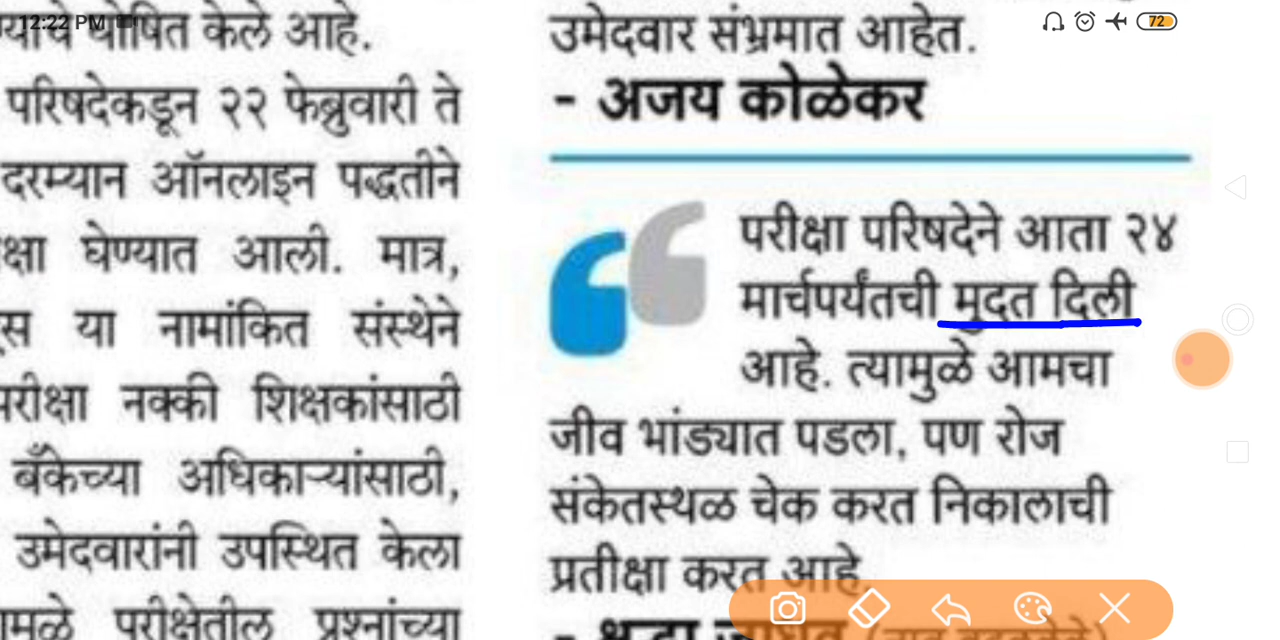 12:22 PM
72
घोषित केले आहे.
परिषदेकडून २२ फेब्रुवारी ते
दरम्यान ऑनलाइन पद्धतीने
घेण्यात आली. मात्र,
या नामांकित संस्थेने
नक्की शिक्षकांसाठी
बँकेच्या अधिकाऱ्यांसाठी,
उमेदवारांनी उपस्थित केला
परीक्षेतील प्रश्नांच्या
उमेदवार संभ्रमात आहेत.
- अजय कोळेकर
परीक्षा परिषदेने आता २४
मार्चपर्यंतची मुदत दिली
आहे. त्यामुळे आमचा
जीव भांड्यात पडला, पण रोज
संकेतस्थळ चेक करत निकालाची
प्रतीक्षा करत आहे.